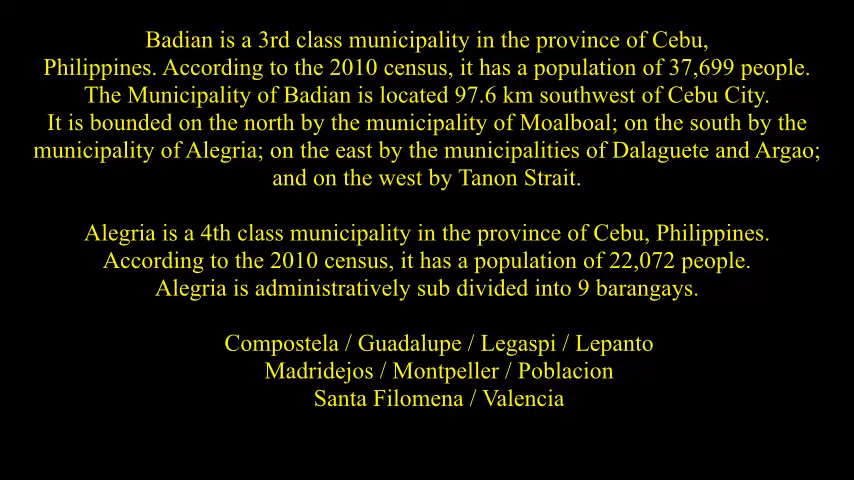 Badian is a 3rd class municipality in the province of Cebu,
Philippines. According to the 2010 census, it has a population of 37,699 people.
The Municipality of Badian is located 97.6 km southwest of Cebu City.
It is bounded on the north by the municipality of Moalboal; on the south by the
municipality of Alegria; on the east by the municipalities of Dalaguete and Argao;
and on the west by Tanon Strait.
Alegria is a 4th class municipality in the province of Cebu, Philippines.
According to the 2010 census, it has a population of 22,072 people.
Alegria is administratively sub divided into 9 barangays.
Compostela / Guadalupe / Legaspi / Lepanto
Madridejos / Montpeller / Poblacion
Santa Filomena / Valencia